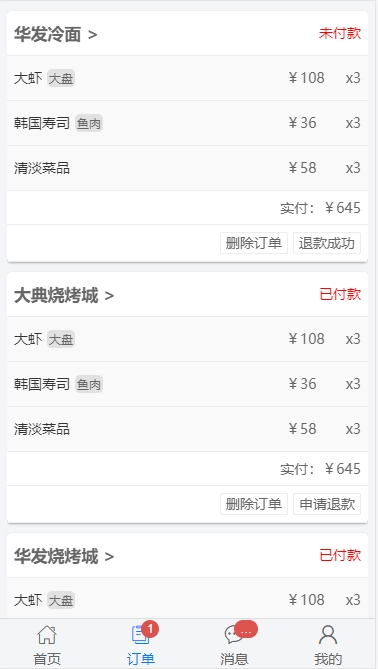 华发冷面 > 未付款
大虾 大盘 ¥108 x3
韩国寿司 鱼肉 ¥36 x3
清淡菜品 ¥58 x3
实付：¥645
删除订单 退款成功
大典烧烤城 > 已付款
大虾 大盘 ¥108 x3
韩国寿司 鱼肉 ¥36 x3
清淡菜品 ¥58 x3
实付：¥645
删除订单 申请退款
华发烧烤城 > 已付款
大虾 大盘 ¥108 x3
1 ...
首页 订单 消息 我的